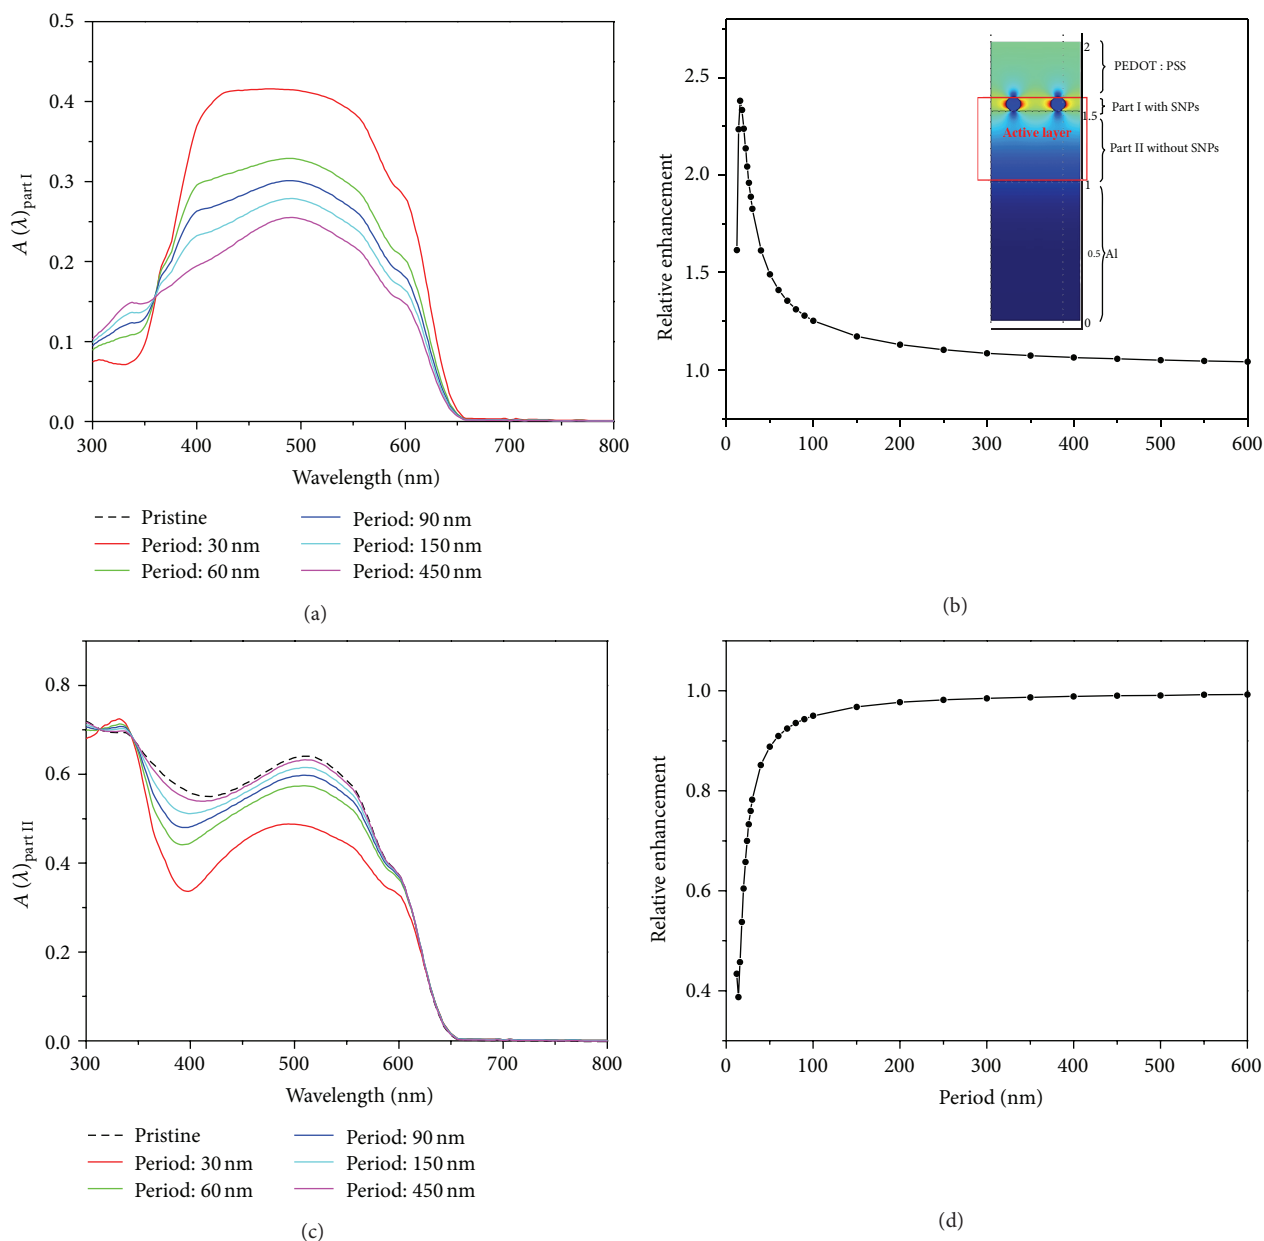 0.5
0.4
0.3
0.2
0.1
0.0
A (λ)part I
300 400 500 600 700 800
Wavelength (nm)
Pristine
Period: 30 nm
Period: 60 nm
Period: 90 nm
Period: 150 nm
Period: 450 nm
(a)
2.5
2.0
1.5
1.0
Relative enhancement
0 50 100 200 300 400 500 600
2
1.5
1
0.5
0
PEDOT : PSS
Part I with SNPs
Active layer
Part II without SNPs
Al
(b)
0.8
0.6
0.4
0.2
0.0
A (λ)part II
300 400 500 600 700 800
Wavelength (nm)
Pristine
Period: 30 nm
Period: 60 nm
Period: 90 nm
Period: 150 nm
Period: 450 nm
(c)
1.0
0.8
0.6
0.4
Relative enhancement
0 50 100 200 300 400 500 600
Period (nm)
(d)